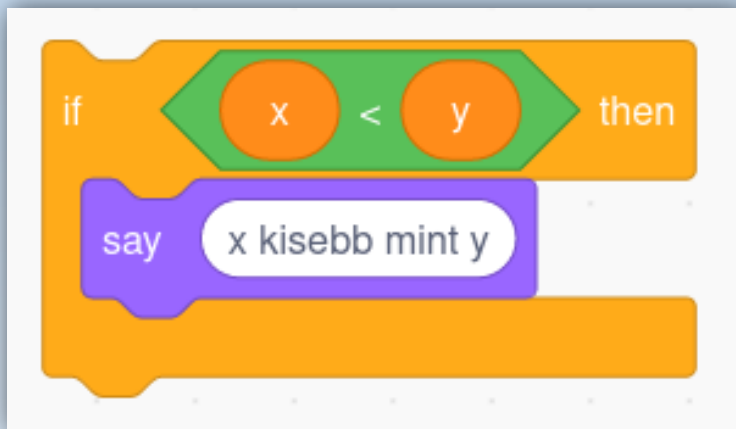 if x < y then
say x kisebb mint y